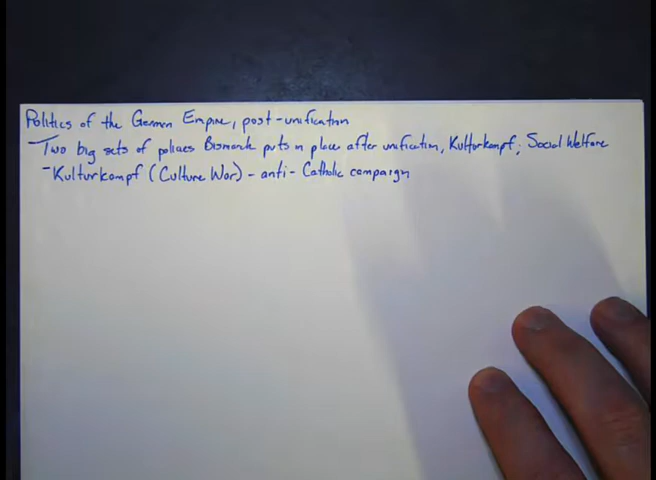 Politics of the German Empire, post-unification
- Two big sets of policies Bismarck puts in place after unification, Kulturkampf; Social Welfare
- Kulturkampf (Culture War) - anti-Catholic campaign